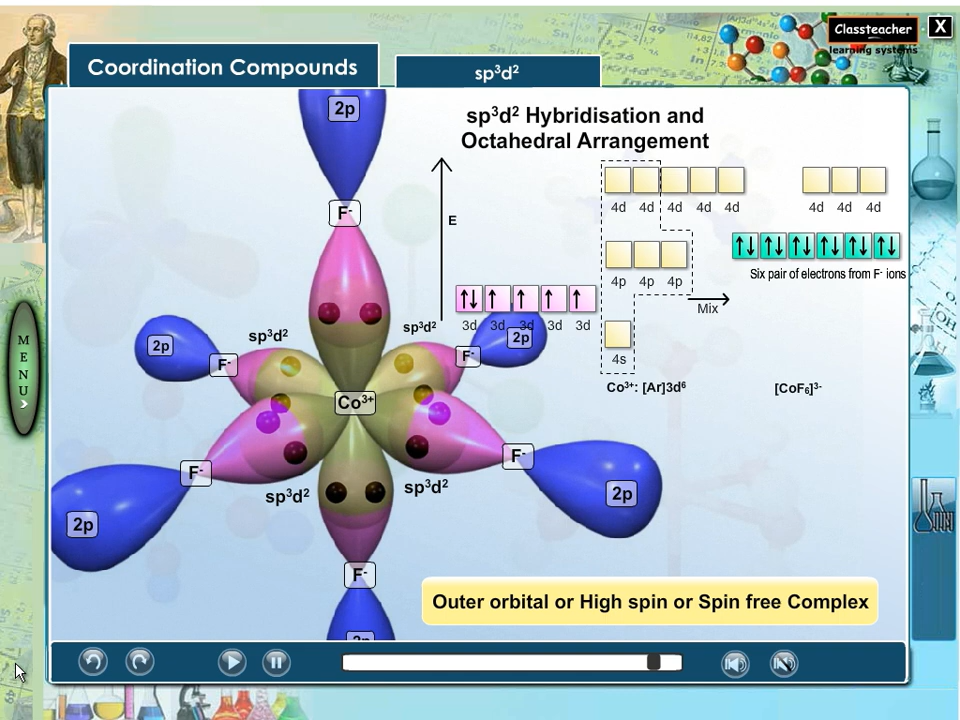 Classteacher
learning systems
X
Coordination Compounds
sp³d²
sp³d² Hybridisation and
Octahedral Arrangement
2p
F⁻
E
4d 4d 4d 4d 4d
4d 4d 4d
4p 4p 4p
Six pair of electrons from F⁻ ions
Mix
3d 3d 3d 3d 3d
4s
Co³⁺: [Ar]3d⁶
[CoF₆]³⁻
sp³d²
sp³d²
2p
2p
F⁻
F⁻
Co³⁺
F⁻
F⁻
sp³d²
sp³d²
2p
2p
F⁻
2p
Outer orbital or High spin or Spin free Complex
MENU